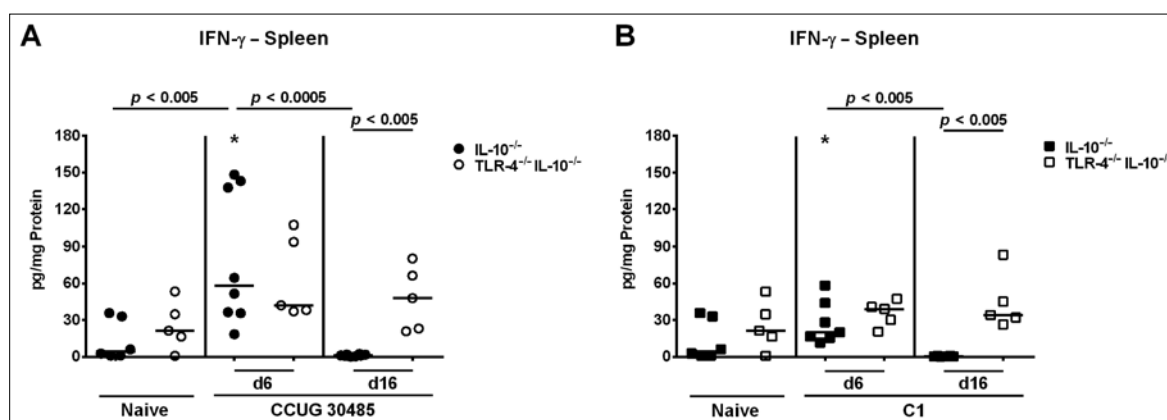 A
IFN-γ – Spleen
p < 0.005
p < 0.0005
p < 0.005
*
180
150
120
90
60
30
0
pg/mg Protein
IL-10⁻/⁻
TLR-4⁻/⁻ IL-10⁻/⁻
d6
d16
Naive
CCUG 30485
B
IFN-γ – Spleen
p < 0.005
p < 0.005
*
180
150
120
90
60
30
0
pg/mg Protein
IL-10⁻/⁻
TLR-4⁻/⁻ IL-10⁻/⁻
d6
d16
Naive
C1